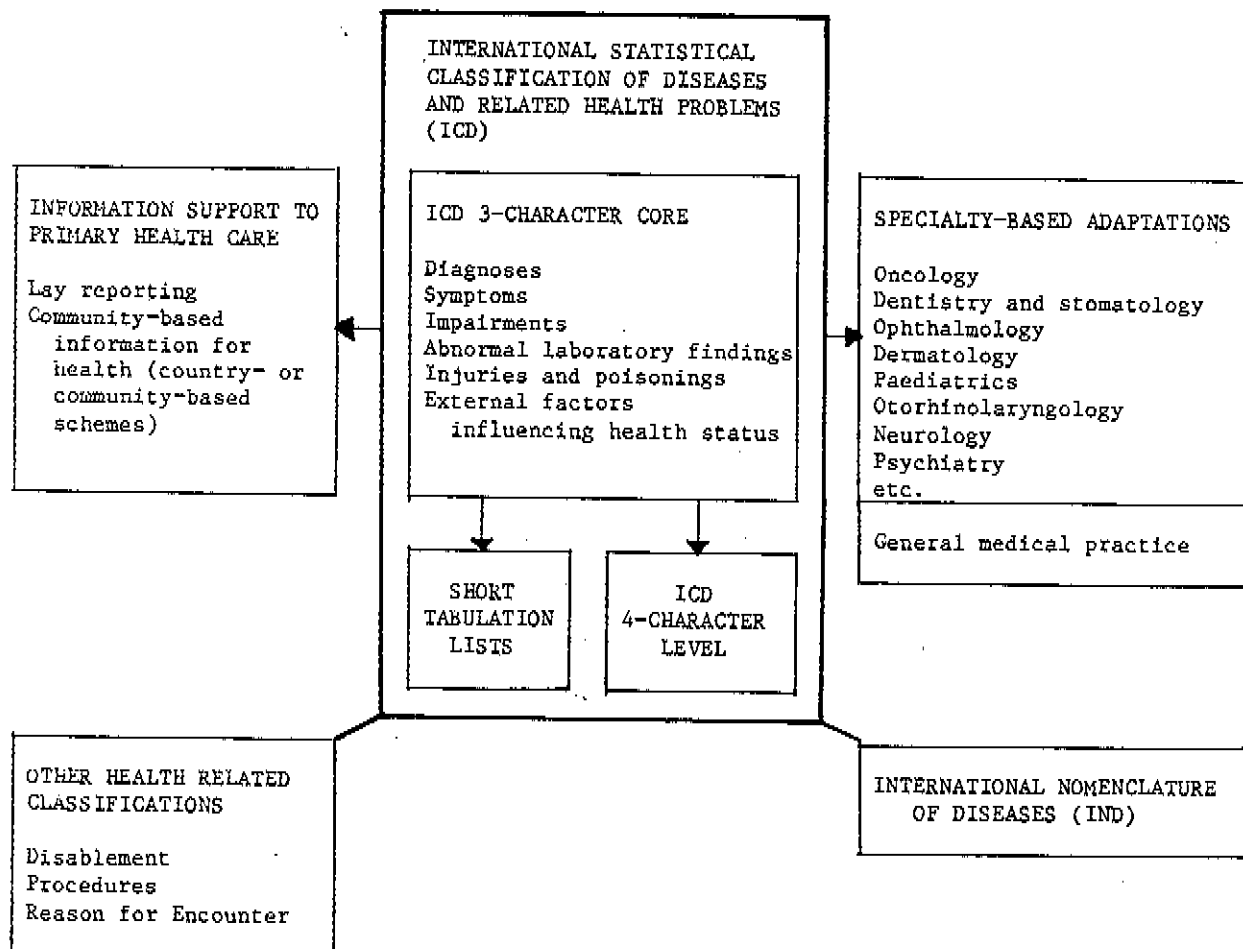 INTERNATIONAL STATISTICAL
CLASSIFICATION OF DISEASES
AND RELATED HEALTH PROBLEMS
(ICD)
INFORMATION SUPPORT TO
PRIMARY HEALTH CARE
Lay reporting
Community-based
information for
health (country- or
community-based
schemes)
ICD 3-CHARACTER CORE
Diagnoses
Symptoms
Impairments
Abnormal laboratory findings
Injuries and poisonings
External factors
influencing health status
SPECIALTY-BASED ADAPTATIONS
Oncology
Dentistry and stomatology
Ophthalmology
Dermatology
Paediatrics
Otorhinolaryngology
Neurology
Psychiatry
etc.
General medical practice
SHORT
TABULATION
LISTS
ICD
4-CHARACTER
LEVEL
OTHER HEALTH RELATED
CLASSIFICATIONS
Disablement
Procedures
Reason for Encounter
INTERNATIONAL NOMENCLATURE
OF DISEASES (IND)